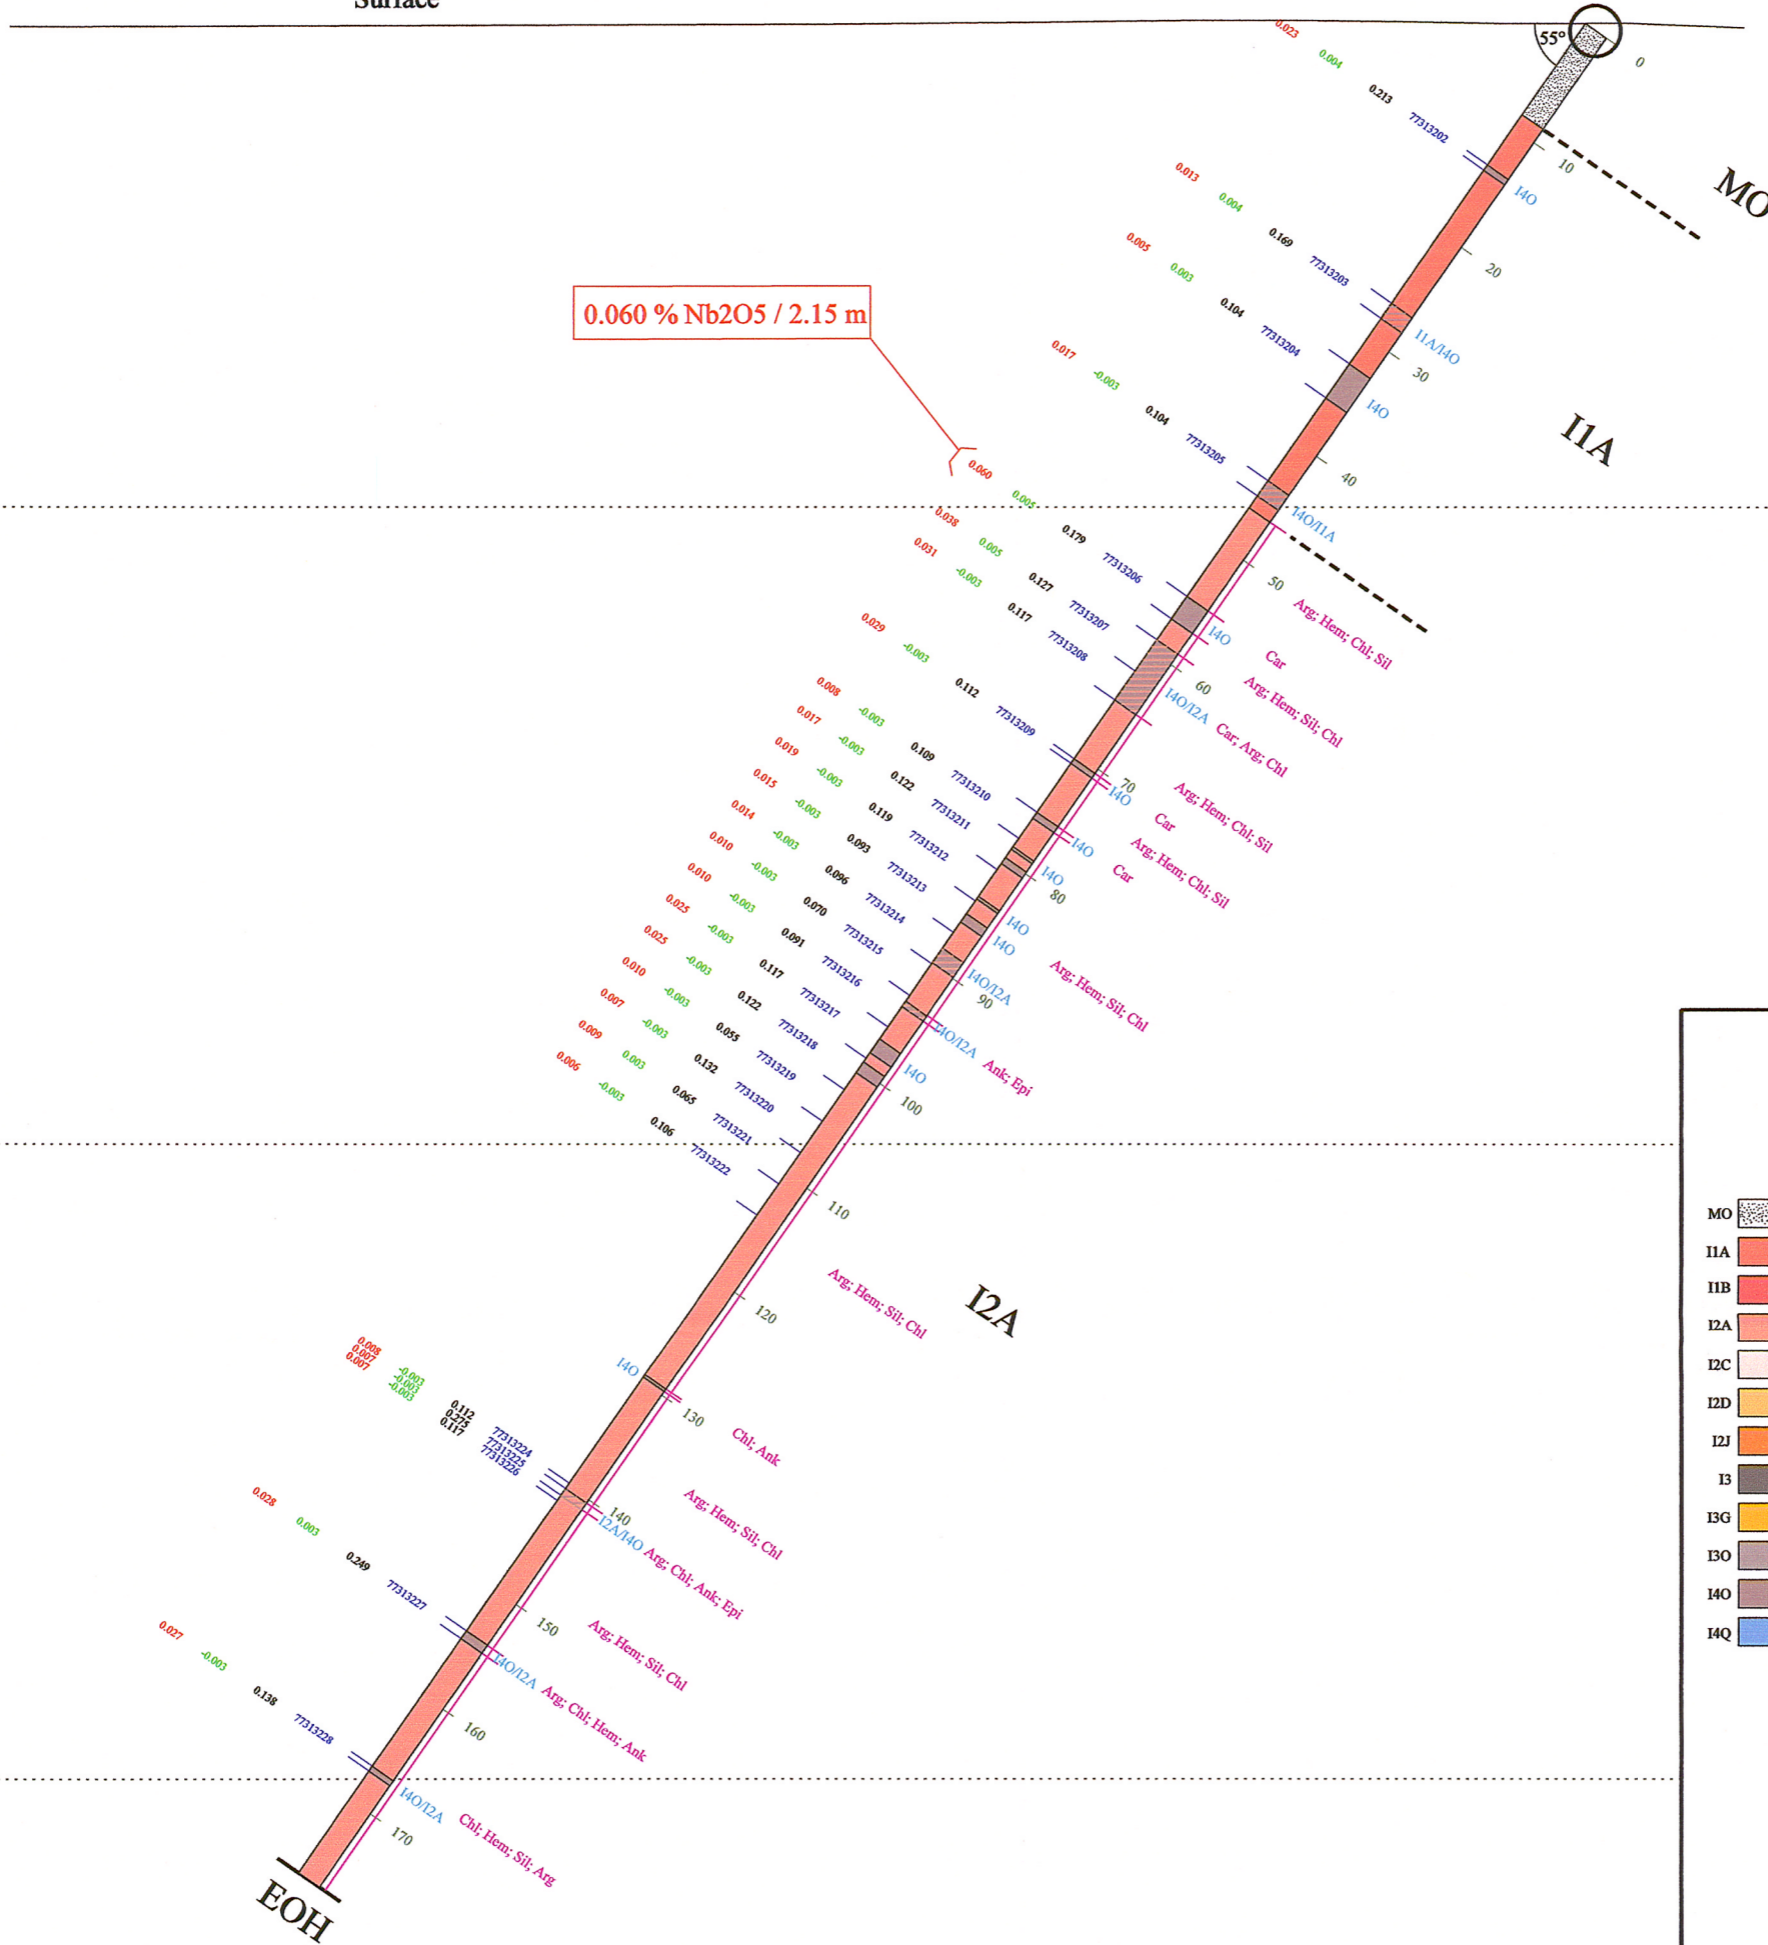 Surface
55°
0
0.023 0.004 0.213 77313202
10
I4O
MO
0.013 0.004 0.169 77313203
20
0.005 0.003 0.104 77313204
I1A/I4O
30
I4O
0.060 % Nb2O5 / 2.15 m
0.017 -0.003 0.104 77313205
I1A
40
I4O/I1A
0.060 0.005 0.179 77313206
50
Arg; Hem; Chl; Sil
0.038 0.005 0.127 77313207
I4O
Car
0.031 -0.003 0.117 77313208
60
Arg; Hem; Sil; Chl
I4O/I2A
Car; Arg; Chl
0.029 -0.003 0.112 77313209
70
I4O
Arg; Hem; Chl; Sil
Car
0.008 -0.003 0.109 77313210
I4O
Arg; Hem; Chl; Sil
Car
0.017 -0.003 0.122 77313211
0.019 -0.003 0.119 77313212
I4O
80
0.015 -0.003 0.093 77313213
I4O
0.014 -0.003 0.096 77313214
I4O
0.010 -0.003 0.070 77313215
I4O/I2A
Arg; Hem; Sil; Chl
90
0.010 -0.003 0.091 77313216
I4O/I2A
Ank; Epi
0.025 -0.003 0.117 77313217
0.025 -0.003 0.122 77313218
I4O
0.010 -0.003 0.055 77313219
100
0.007 -0.003 0.132 77313220
0.009 0.003 0.065 77313221
0.006 -0.003 0.106 77313222
110
Arg; Hem; Sil; Chl
I2A
120
I4O
130
Chl; Ank
0.008 -0.003 0.112 77313224
0.007 -0.003 0.275 77313225
0.007 -0.003 0.117 77313226
Arg; Hem; Sil; Chl
140
I2A/I4O
Arg; Chl; Ank; Epi
0.028 0.003 0.249 77313227
150
Arg; Hem; Sil; Chl
I4O/I2A
Arg; Chl; Hem; Ank
160
0.027 -0.003 0.138 77313228
I4O/I2A
Chl; Hem; Sil; Arg
170
EOH
MO
I1A
I1B
I2A
I2C
I2D
I2J
I3
I3G
I3O
I4O
I4Q